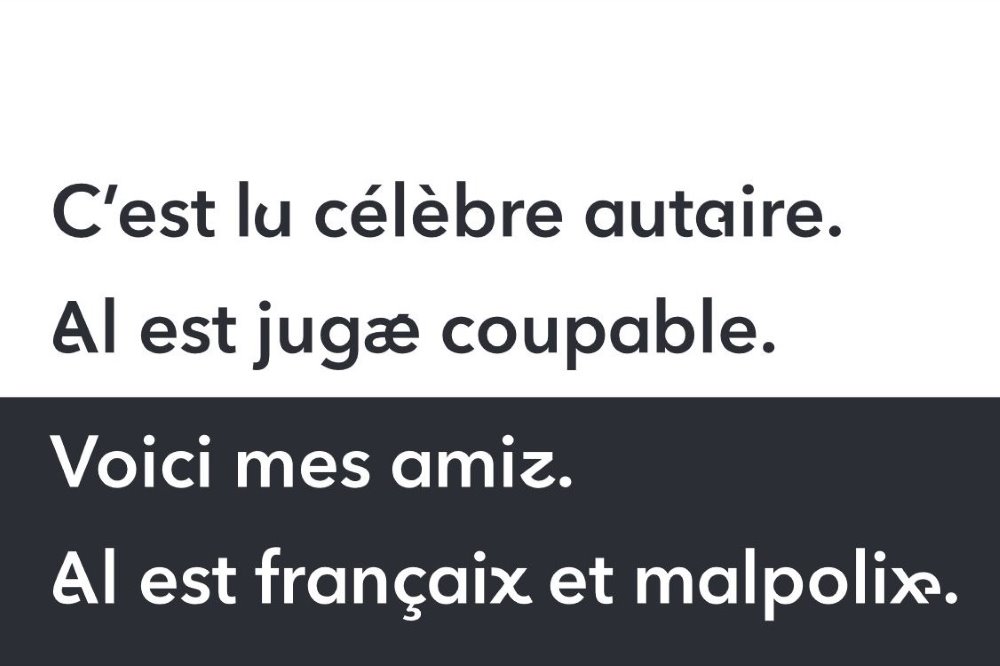 C’est lu célèbre autaire.
Al est jugæ coupable.
Voici mes amiz.
Al est françaix et malpolixe.